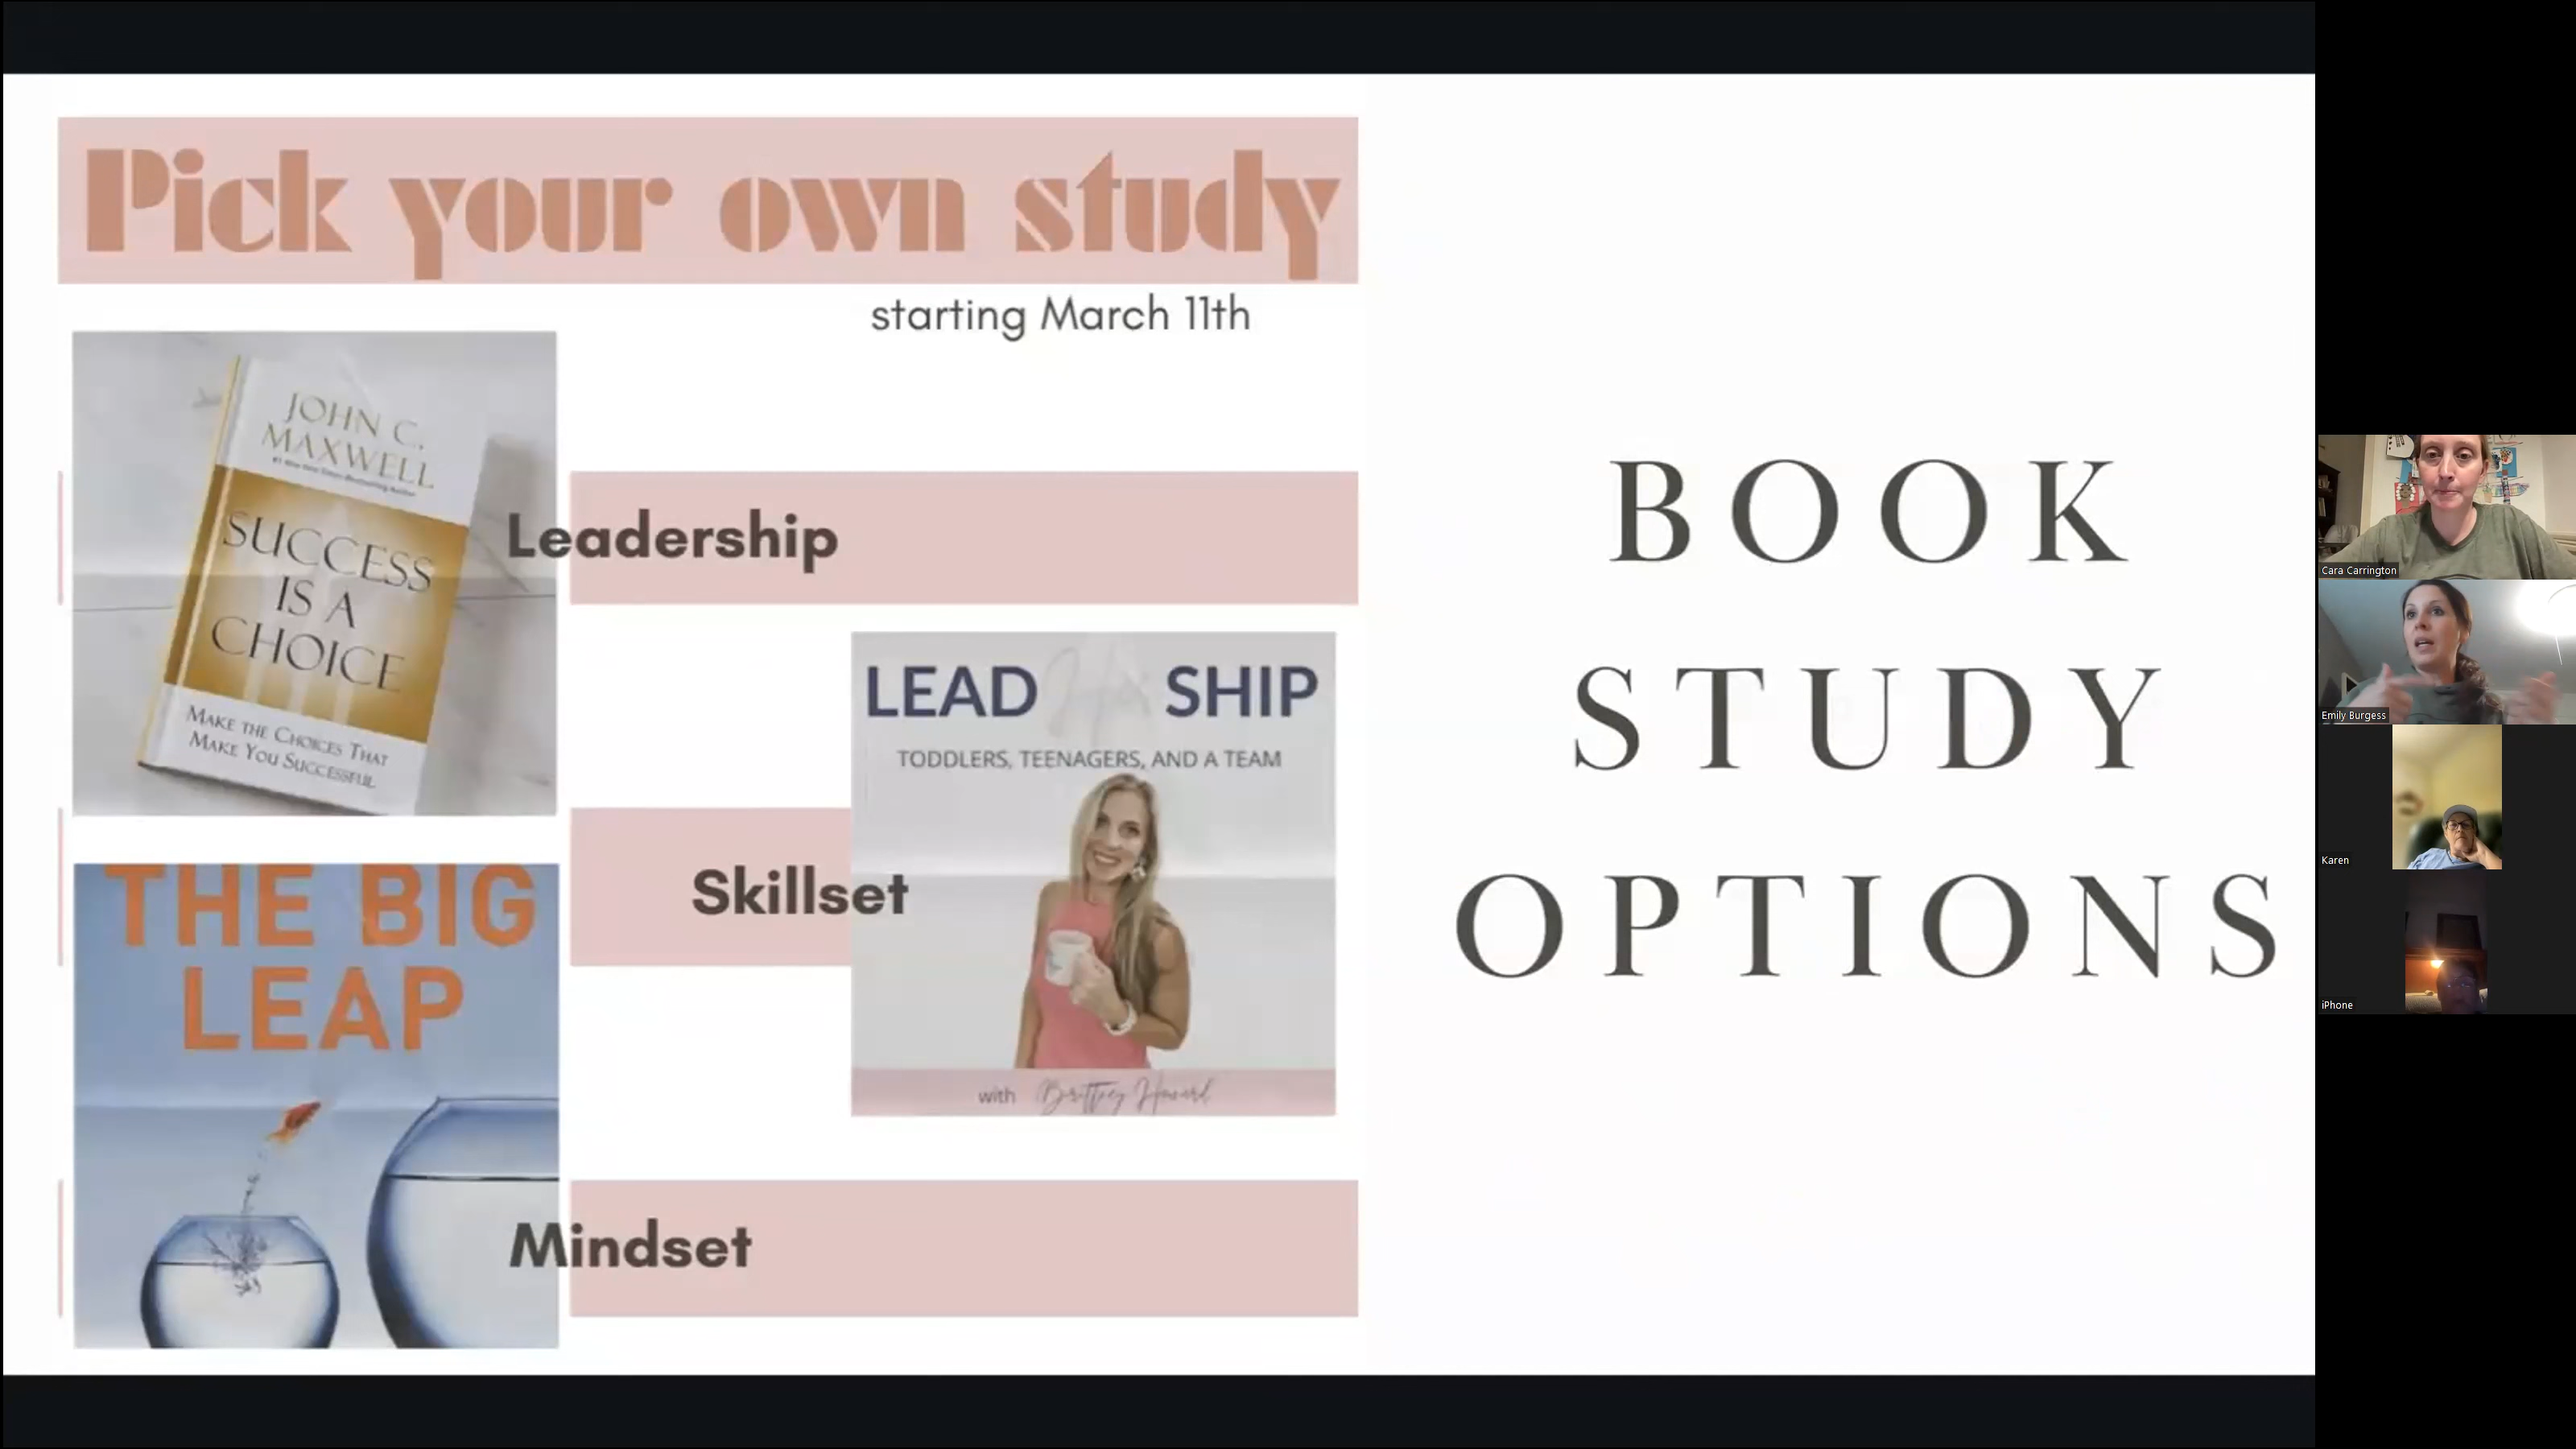 Pick your own study
starting March 11th
JOHN C.
MAXWELL
SUCCESS
IS A
CHOICE
MAKE THE CHOICES THAT
MAKE YOU SUCCESSFUL
Leadership
LEAD SHIP
TODDLERS, TEENAGERS, AND A TEAM
with Brittney Howard
Skillset
THE BIG
LEAP
Mindset
BOOK
STUDY
OPTIONS
Cara Carrington
Emily Burgess
Karen
iPhone